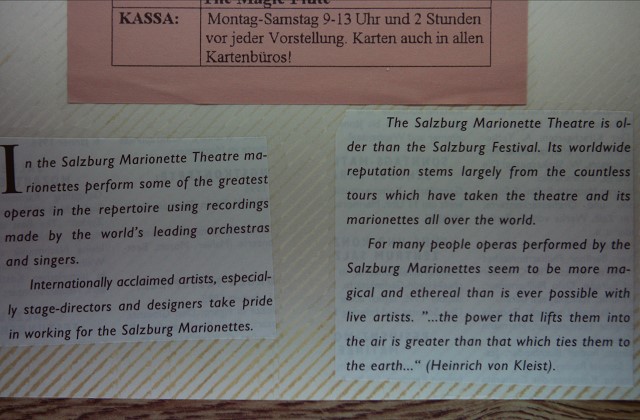 The Magic Flute
KASSA:
Montag-Samstag 9-13 Uhr und 2 Stunden
vor jeder Vorstellung. Karten auch in allen
Kartenbüros!
In the Salzburg Marionette Theatre ma-
rionettes perform some of the greatest
operas in the repertoire using recordings
made by the world's leading orchestras
and singers.
Internationally acclaimed artists, especial-
ly stage-directors and designers take pride
in working for the Salzburg Marionettes.
The Salzburg Marionette Theatre is ol-
der than the Salzburg Festival. Its worldwide
reputation stems largely from the countless
tours which have taken the theatre and its
marionettes all over the world.
For many people operas performed by the
Salzburg Marionettes seem to be more ma-
gical and ethereal than is ever possible with
live artists. "...the power that lifts them into
the air is greater than that which ties them to
the earth..." (Heinrich von Kleist).